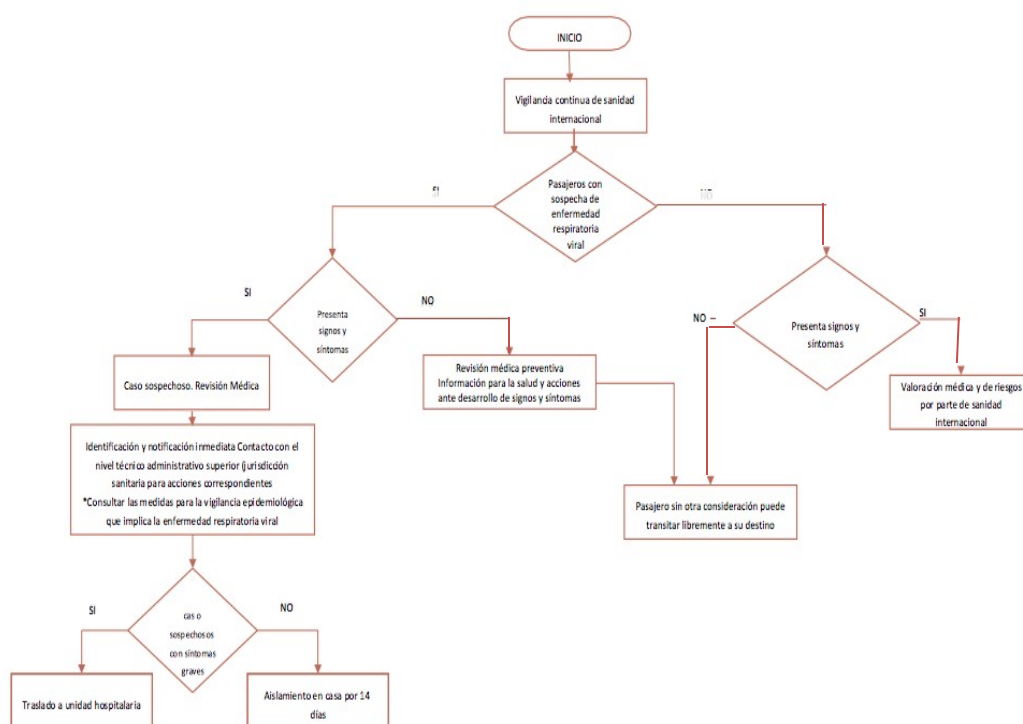 INICIO
Vigilancia continua de sanidad
internacional
Pasajeros con
sospecha de
enfermedad
respiratoria
viral
SI
NO
Presenta
signos y
síntomas
SI
NO
Presenta signos y
síntomas
NO –
SI
Caso sospechoso. Revisión Médica
Revisión médica preventiva
Información para la salud y acciones
ante desarrollo de signos y síntomas
Valoración médica y de riesgos
por parte de sanidad
internacional
Identificación y notificación inmediata Contacto con el
nivel técnico administrativo superior (jurisdicción
sanitaria para acciones correspondientes
*Consultar las medidas para la vigilancia epidemiológica
que implica la enfermedad respiratoria viral
Pasajero sin otra consideración puede
transitar libremente a su destino
cas o
sospechosos
con síntomas
graves
SI
NO
Traslado a unidad hospitalaria
Aislamiento en casa por 14
días